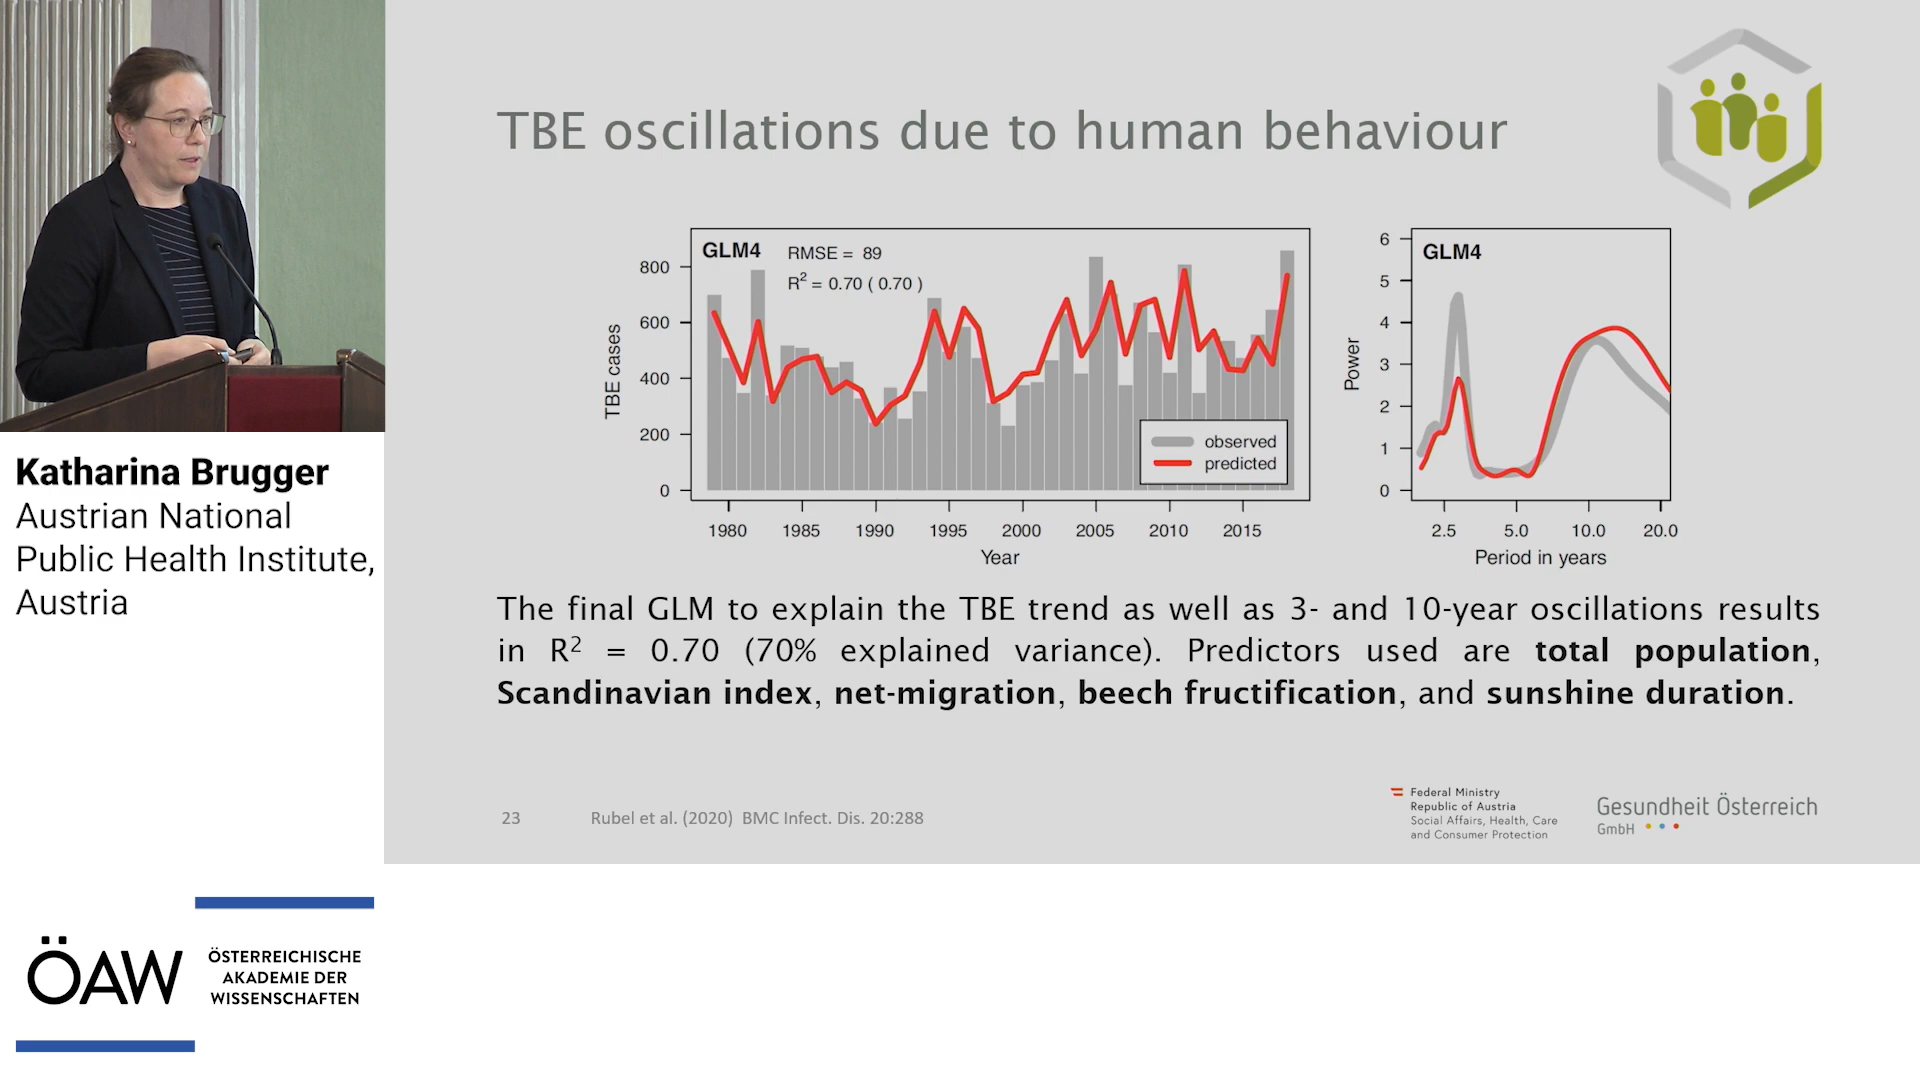 Katharina Brugger
Austrian National
Public Health Institute,
Austria
ÖAW
ÖSTERREICHISCHE
AKADEMIE DER
WISSENSCHAFTEN
TBE oscillations due to human behaviour
GLM4
RMSE = 89
R² = 0.70 ( 0.70 )
TBE cases
800
600
400
200
0
observed
predicted
1980 1985 1990 1995 2000 2005 2010 2015
Year
GLM4
Power
6
5
4
3
2
1
0
2.5 5.0 10.0 20.0
Period in years
The final GLM to explain the TBE trend as well as 3- and 10-year oscillations results
in R² = 0.70 (70% explained variance). Predictors used are total population,
Scandinavian index, net-migration, beech fructification, and sunshine duration.
23 Rubel et al. (2020) BMC Infect. Dis. 20:288
Federal Ministry
Republic of Austria
Social Affairs, Health, Care
and Consumer Protection
Gesundheit Österreich
GmbH